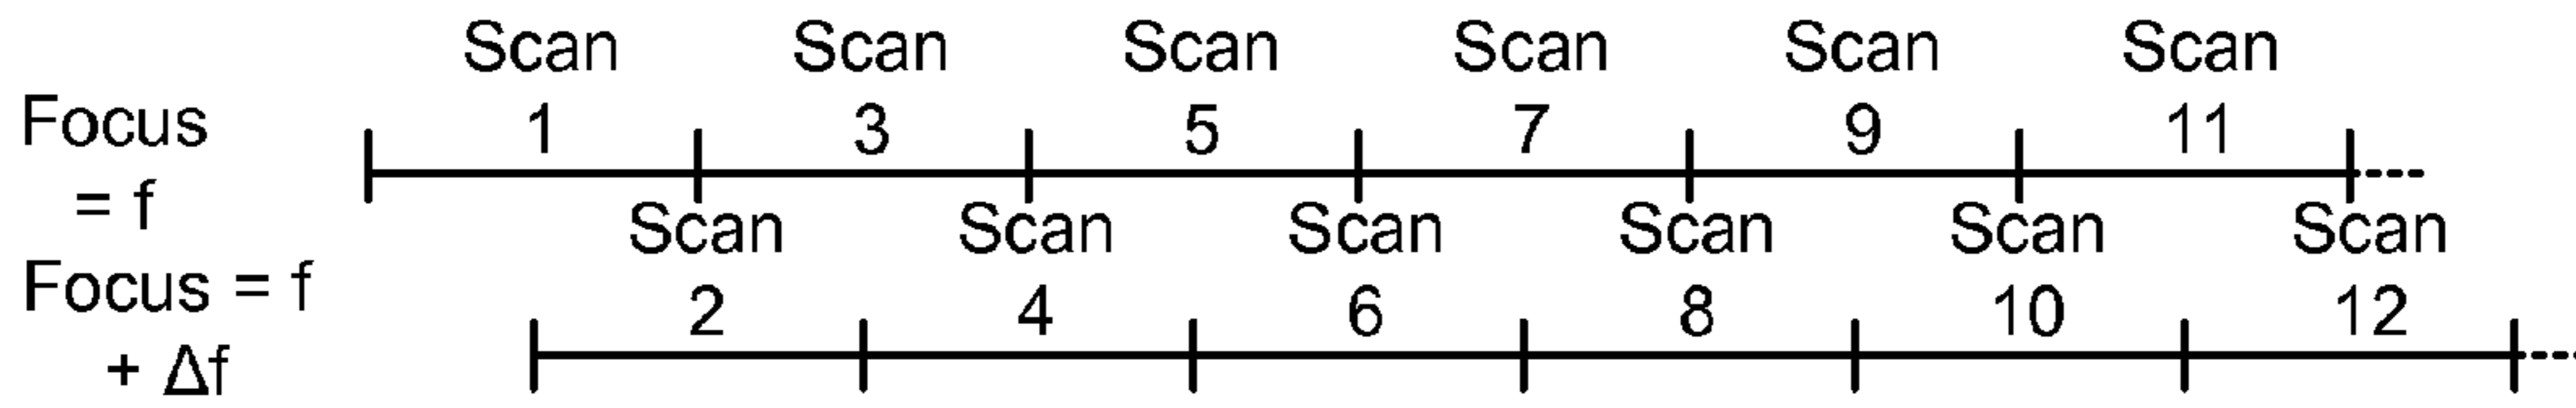 Scan Scan Scan Scan Scan Scan
Focus 1 3 5 7 9 11
= f
Scan Scan Scan Scan Scan Scan
Focus = f 2 4 6 8 10 12
+ Δf